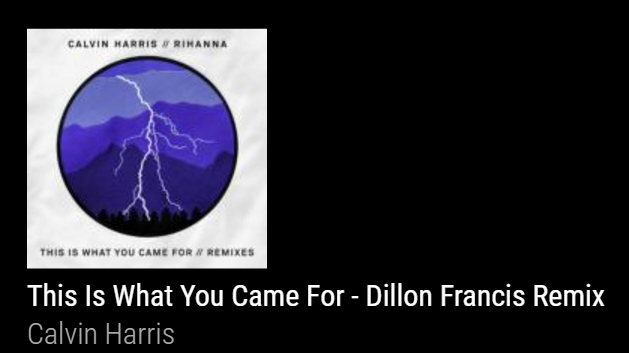 CALVIN HARRIS // RIHANNA
THIS IS WHAT YOU CAME FOR // REMIXES
This Is What You Came For - Dillon Francis Remix
Calvin Harris